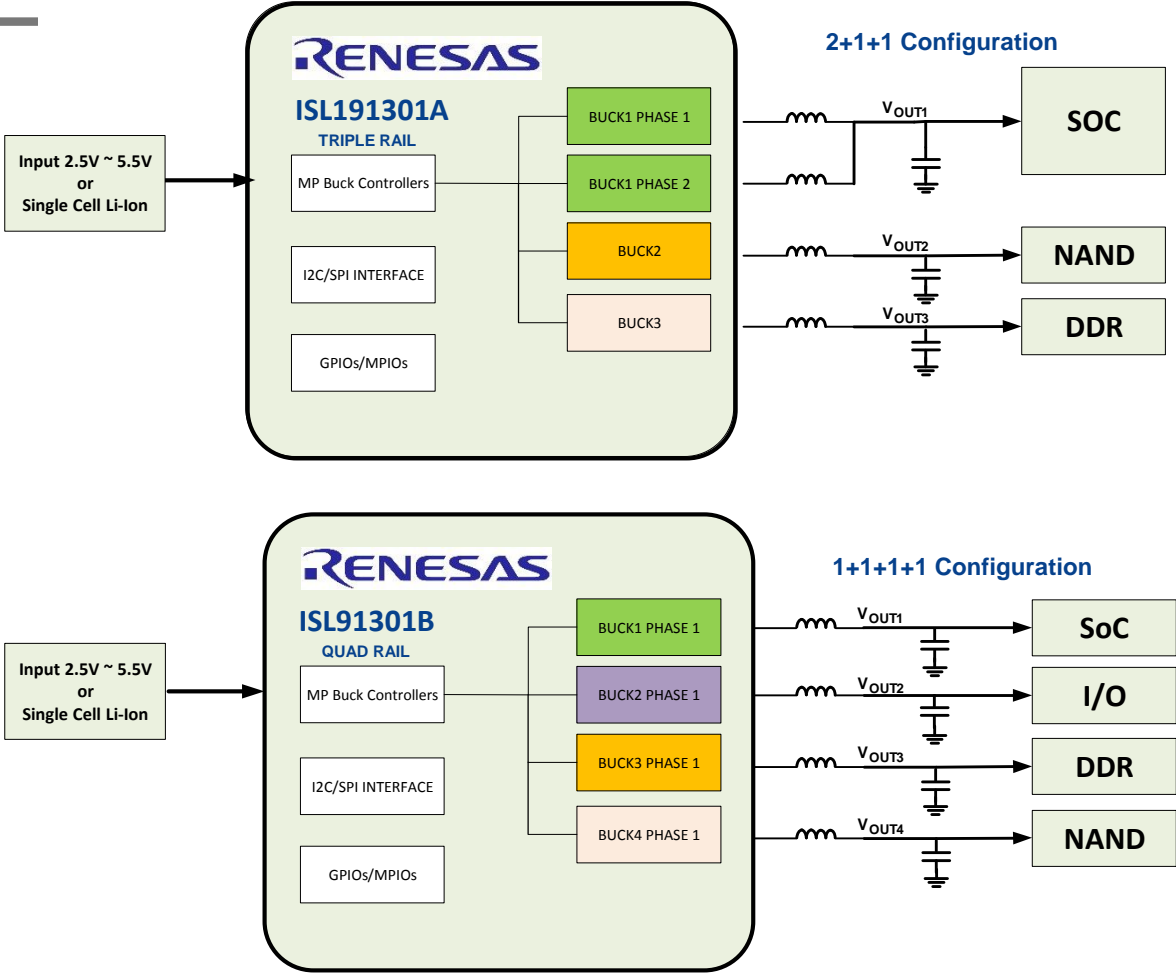 2+1+1 Configuration
RENESAS
ISL191301A
TRIPLE RAIL
Input 2.5V ~ 5.5V
or
Single Cell Li-Ion
MP Buck Controllers
I2C/SPI INTERFACE
GPIOs/MPIOs
BUCK1 PHASE 1
BUCK1 PHASE 2
BUCK2
BUCK3
VOUT1
SOC
VOUT2
NAND
VOUT3
DDR
1+1+1+1 Configuration
RENESAS
ISL91301B
QUAD RAIL
Input 2.5V ~ 5.5V
or
Single Cell Li-Ion
MP Buck Controllers
I2C/SPI INTERFACE
GPIOs/MPIOs
BUCK1 PHASE 1
BUCK2 PHASE 1
BUCK3 PHASE 1
BUCK4 PHASE 1
VOUT1
SoC
VOUT2
I/O
VOUT3
DDR
VOUT4
NAND